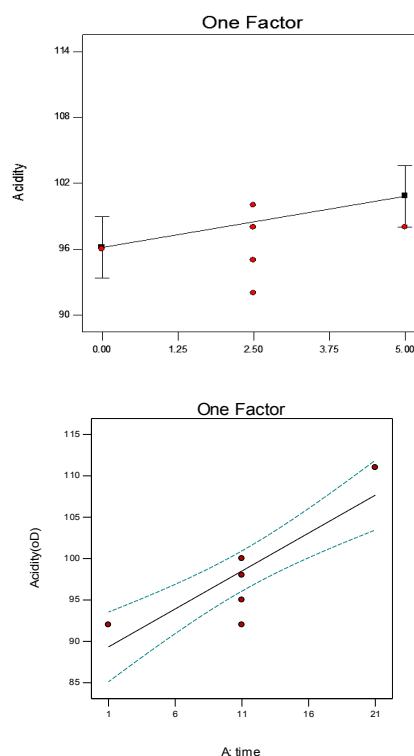 One Factor
114
108
102
96
90
Acidity
0.00 1.25 2.50 3.75 5.00
One Factor
115
110
105
100
95
90
85
Acidity(oD)
1 6 11 16 21
A: time